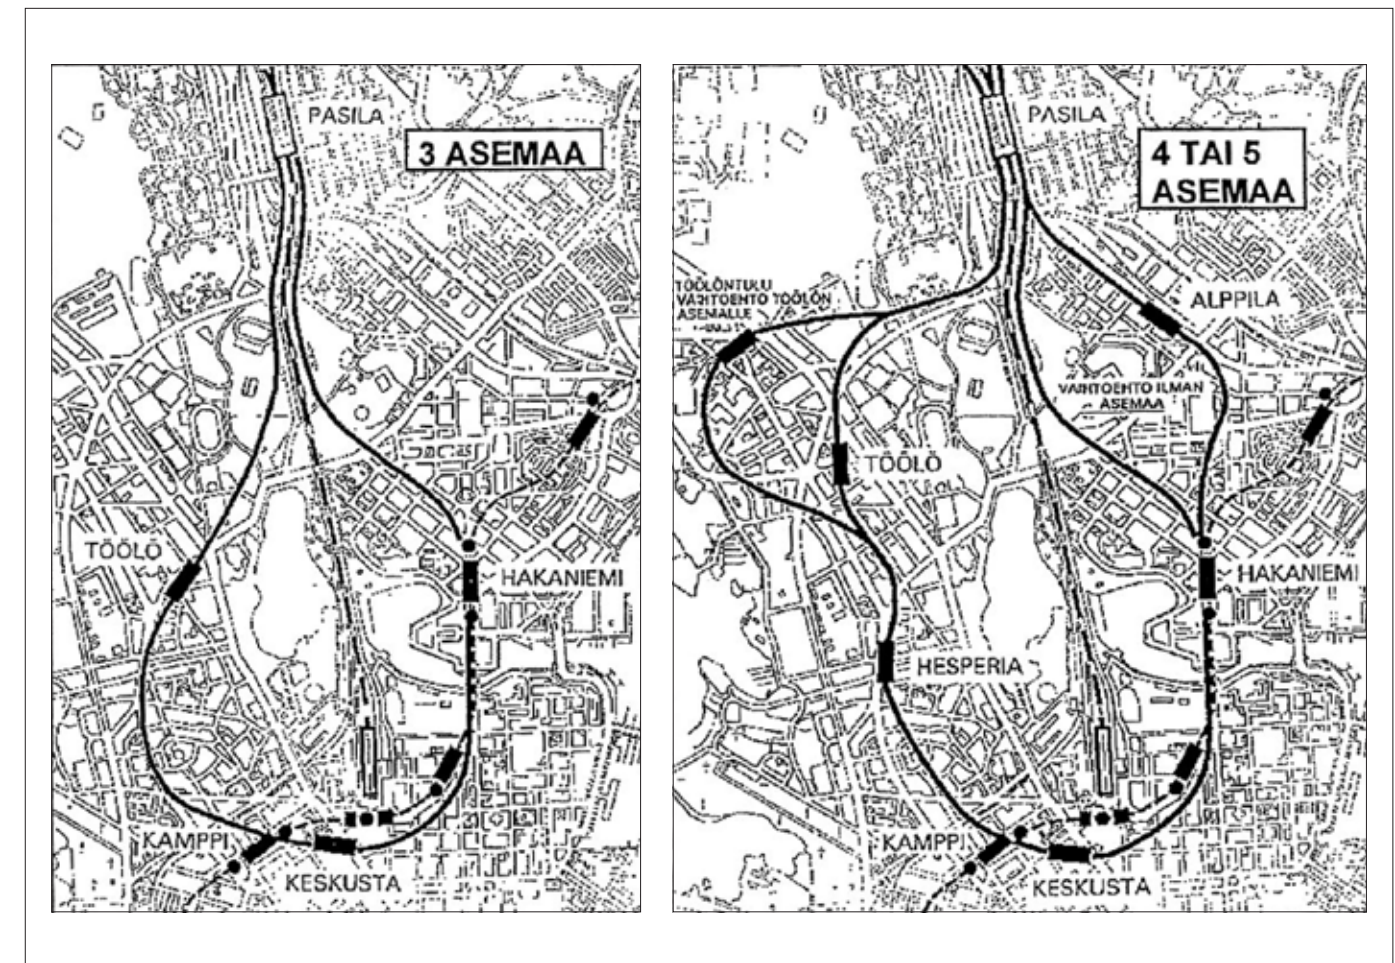 PASILA
3 ASEMAA
TÖÖLÖ
HAKANIEMI
KAMPPI
KESKUSTA
PASILA
4 TAI 5
ASEMAA
TÖÖLÖNTULLI
VAIHTOEHTO TÖÖLÖN
ASEMALLE
ALPPILA
VAIHTOEHTO ILMAN
ASEMAA
TÖÖLÖ
HAKANIEMI
HESPERIA
KAMPPI
KESKUSTA